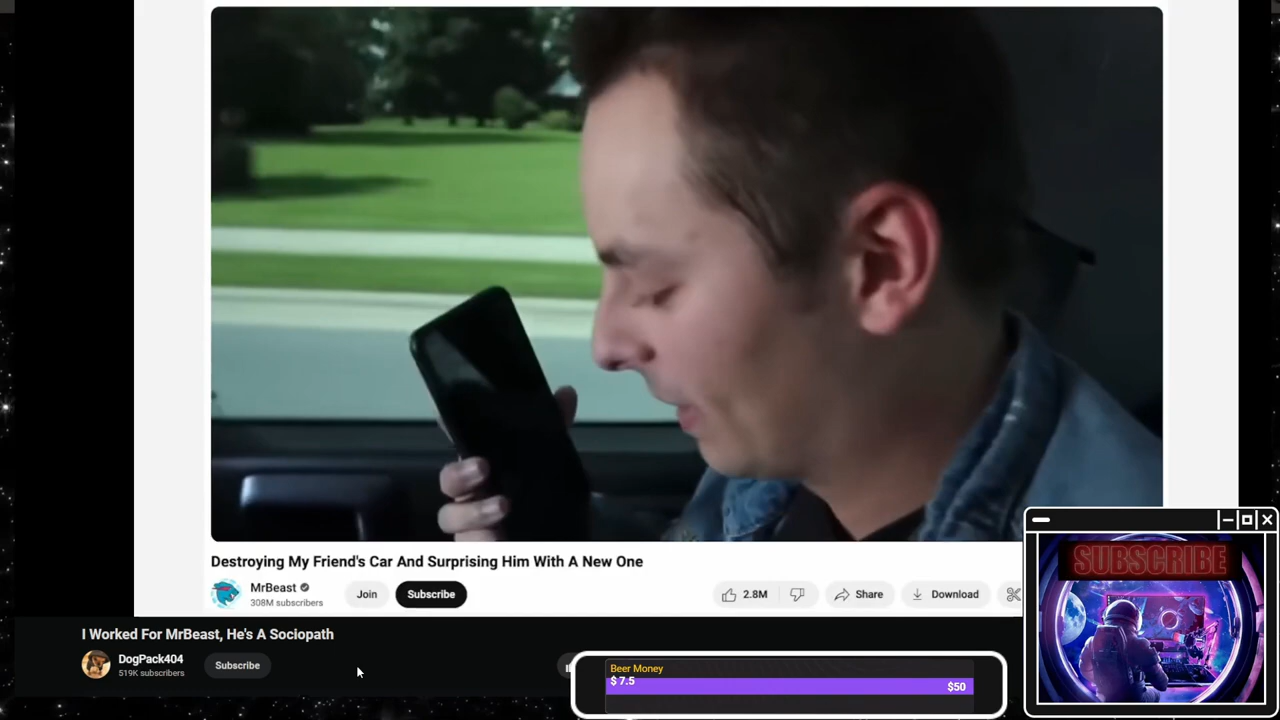 Destroying My Friend's Car And Surprising Him With A New One
MrBeast
308M subscribers
Join
Subscribe
2.8M
Share
Download
I Worked For MrBeast, He's A Sociopath
DogPack404
519K subscribers
Subscribe
Beer Money
$ 7.5
$50
SUBSCRIBE